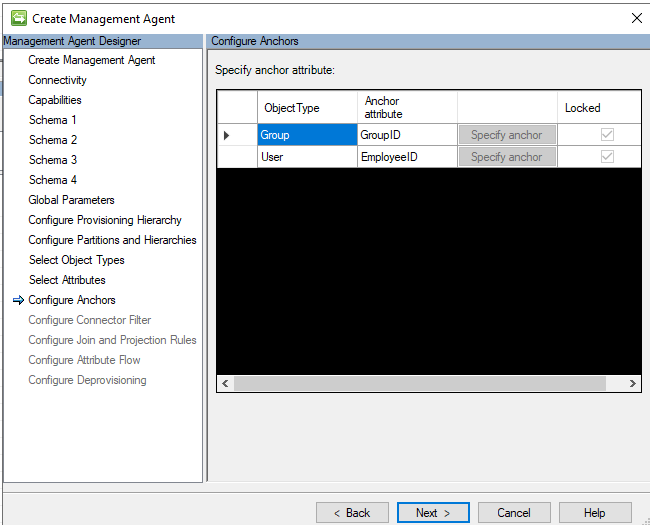 Create Management Agent
Management Agent Designer
Create Management Agent
Connectivity
Capabilities
Schema 1
Schema 2
Schema 3
Schema 4
Global Parameters
Configure Provisioning Hierarchy
Configure Partitions and Hierarchies
Select Object Types
Select Attributes
Configure Anchors
Configure Connector Filter
Configure Join and Projection Rules
Configure Attribute Flow
Configure Deprovisioning
Configure Anchors
Specify anchor attribute:
ObjectType Anchor attribute Locked
Group GroupID Specify anchor
User EmployeeID Specify anchor
< Back Next > Cancel Help